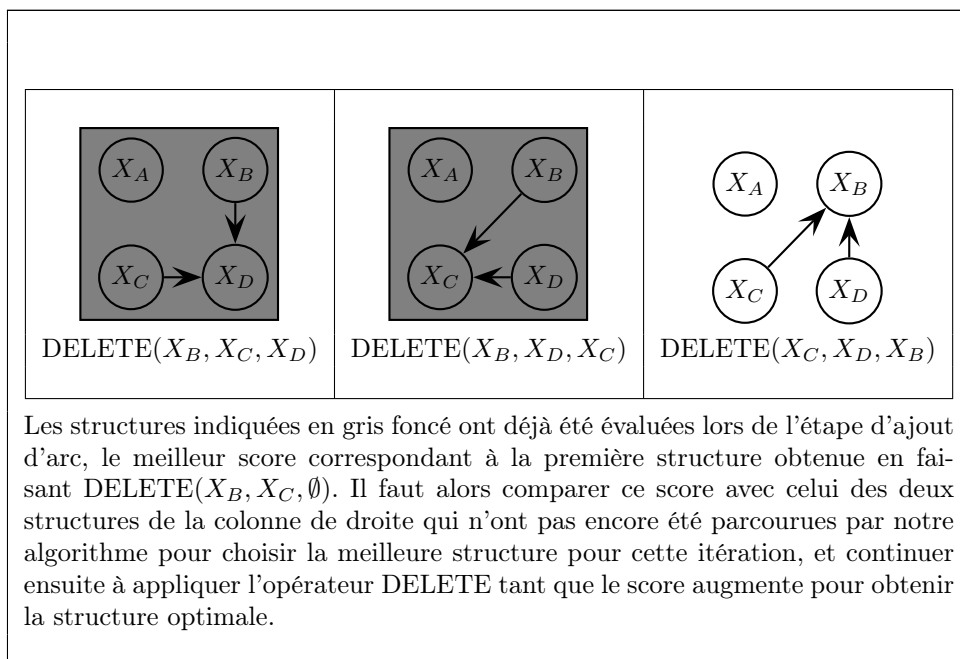 X_A X_B X_A X_B X_A X_B
X_C X_D X_C X_D X_C X_D
DELETE(X_B, X_C, X_D) DELETE(X_B, X_D, X_C) DELETE(X_C, X_D, X_B)
Les structures indiquées en gris foncé ont déjà été évaluées lors de l'étape d'ajout
d'arc, le meilleur score correspondant à la première structure obtenue en fai-
sant DELETE(X_B, X_C, ∅). Il faut alors comparer ce score avec celui des deux
structures de la colonne de droite qui n'ont pas encore été parcourues par notre
algorithme pour choisir la meilleure structure pour cette itération, et continuer
ensuite à appliquer l'opérateur DELETE tant que le score augmente pour obtenir
la structure optimale.